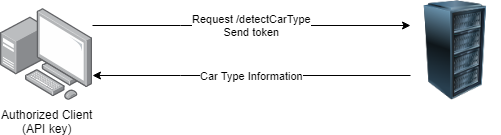 Request /detectCarType
Send token
Car Type Information
Authorized Client
(API key)